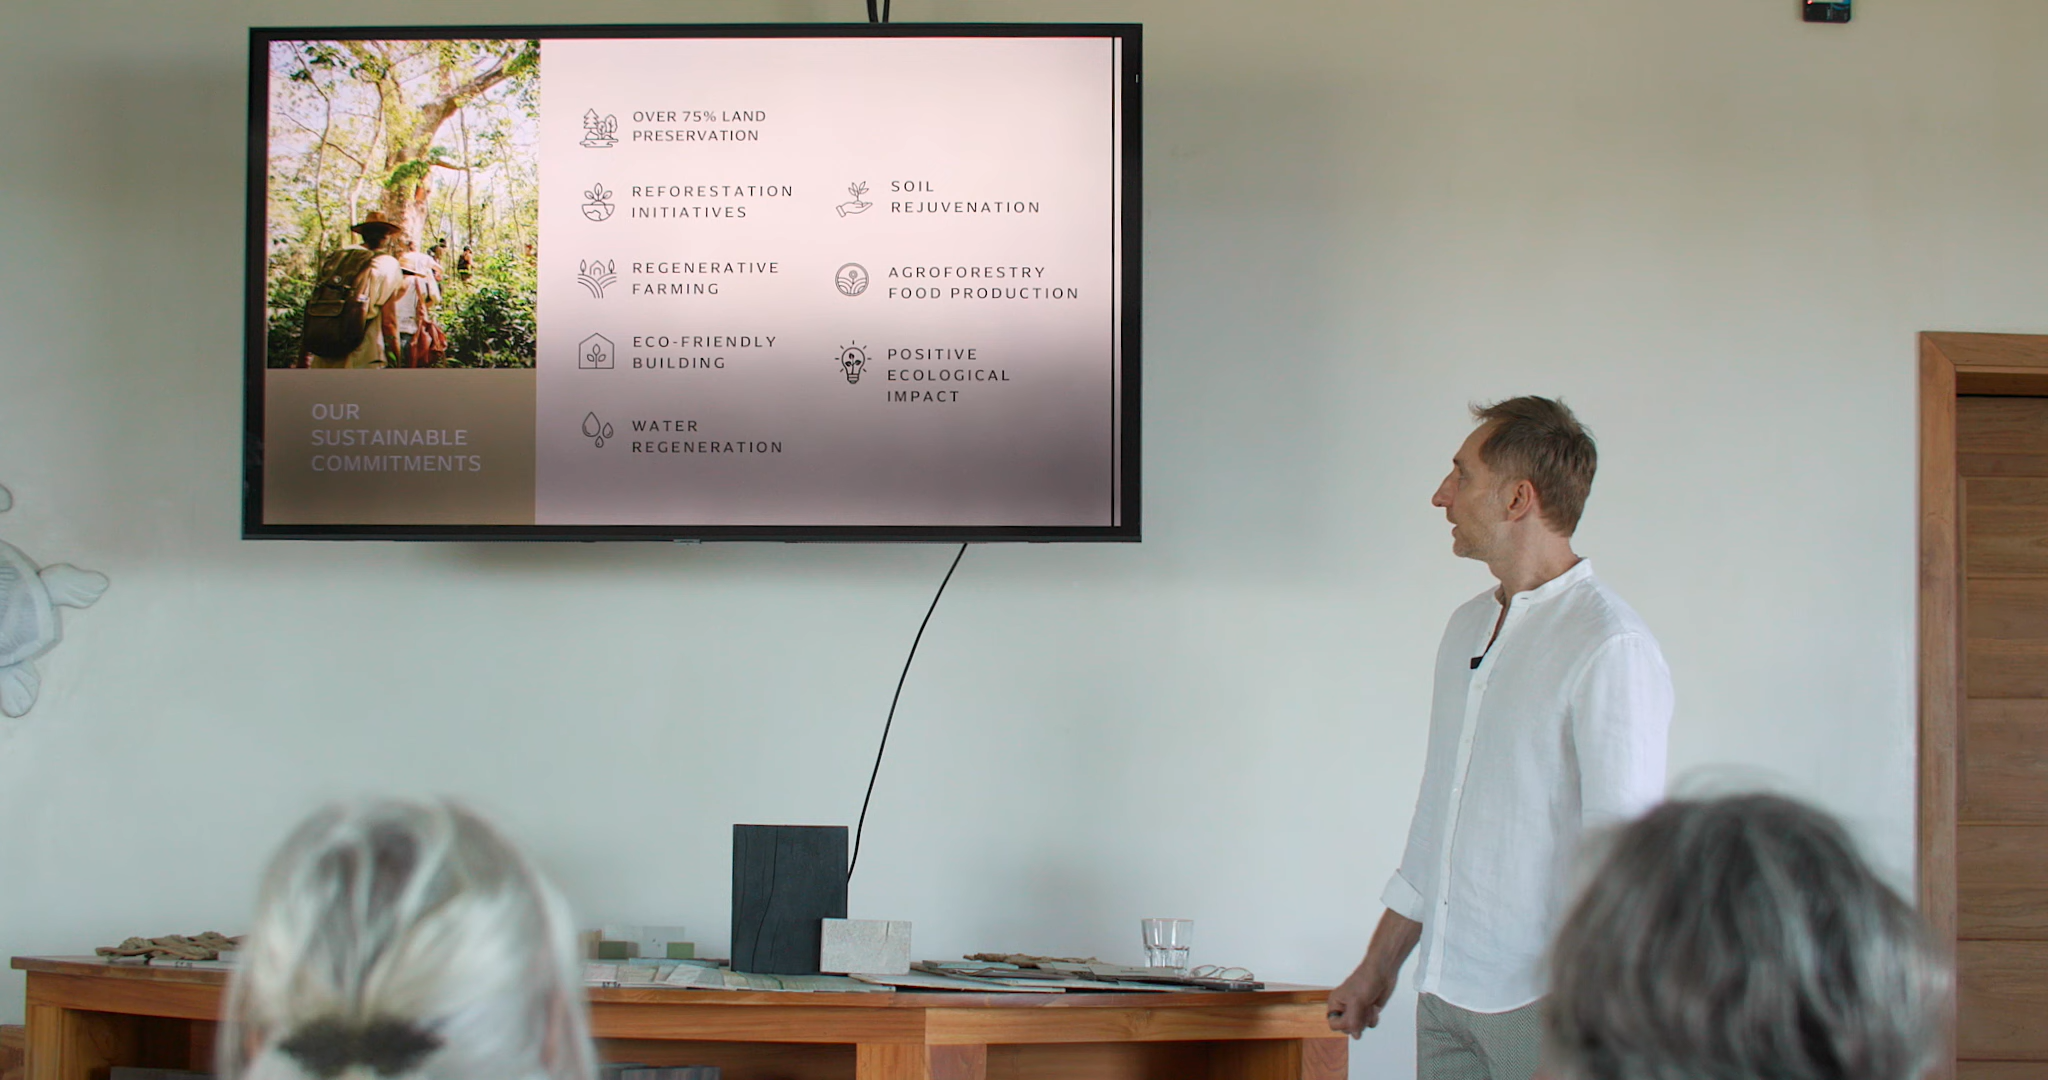 OUR
SUSTAINABLE
COMMITMENTS
OVER 75% LAND
PRESERVATION
REFORESTATION
INITIATIVES
REGENERATIVE
FARMING
ECO-FRIENDLY
BUILDING
WATER
REGENERATION
SOIL
REJUVENATION
AGROFORESTRY
FOOD PRODUCTION
POSITIVE
ECOLOGICAL
IMPACT